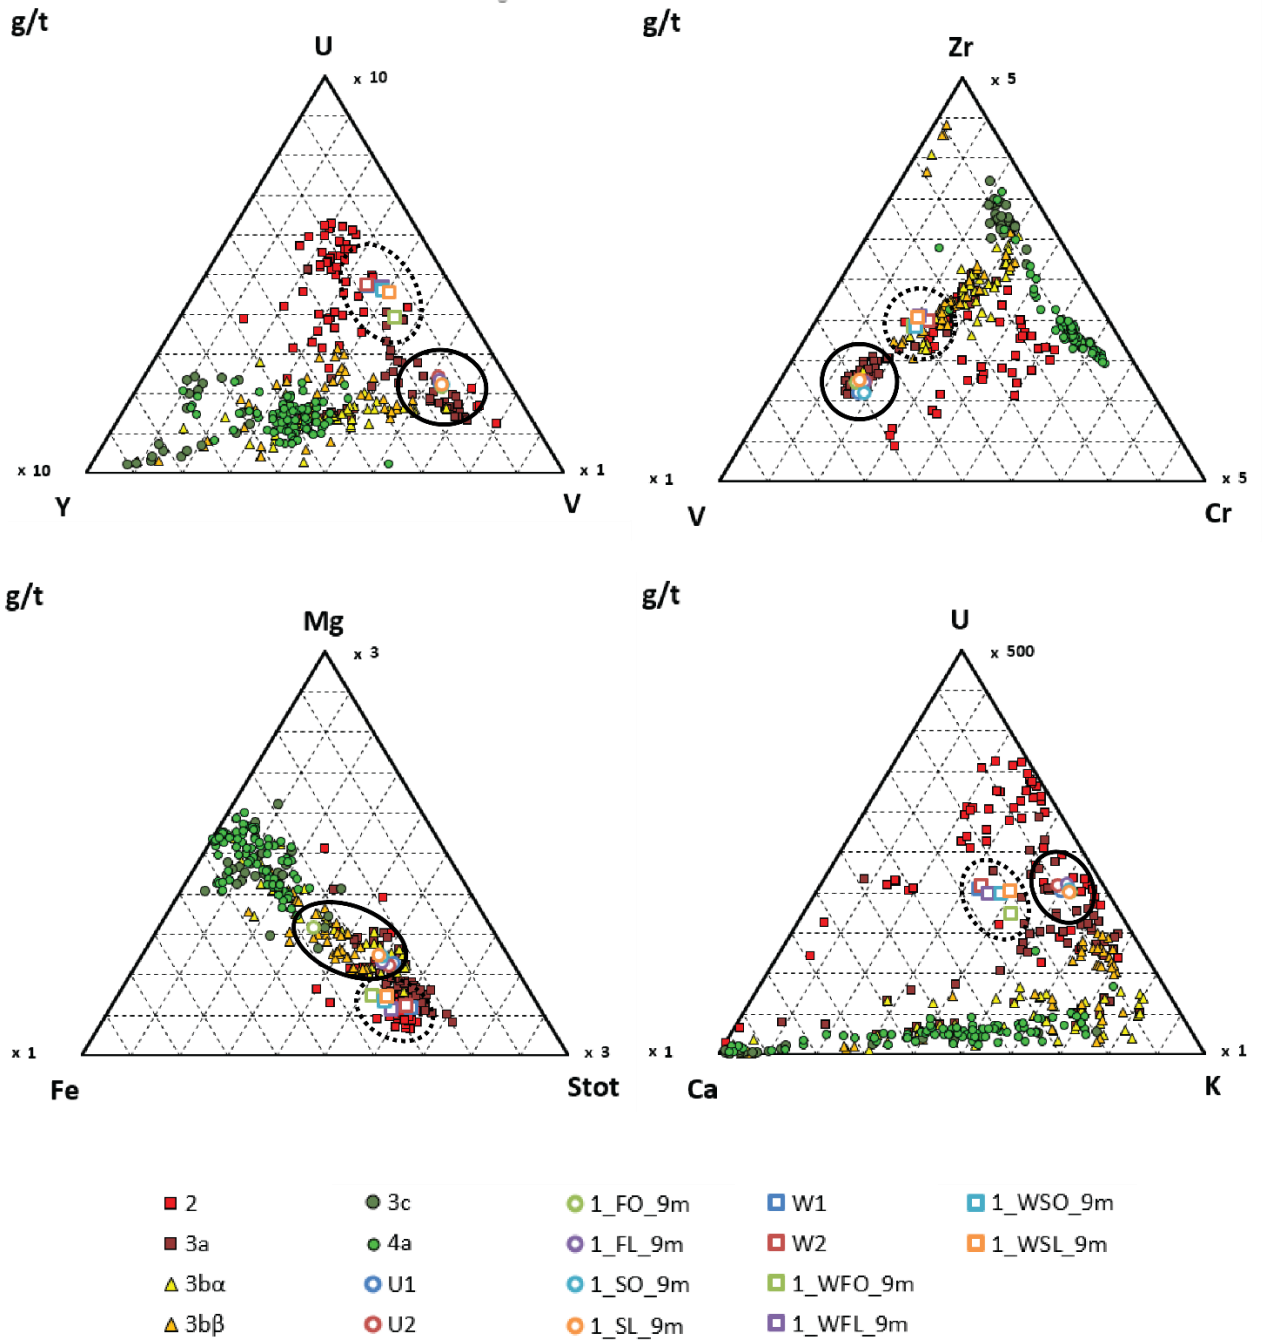 g/t
U
x 10
x 10
Y
x 1
V
g/t
Zr
x 5
x 1
V
x 5
Cr
g/t
Mg
x 3
x 1
Fe
x 3
Stot
g/t
U
x 500
x 1
Ca
x 1
K
2
3a
3bα
3bβ
3c
4a
U1
U2
1_FO_9m
1_FL_9m
1_SO_9m
1_SL_9m
W1
W2
1_WFO_9m
1_WFL_9m
1_WSO_9m
1_WSL_9m